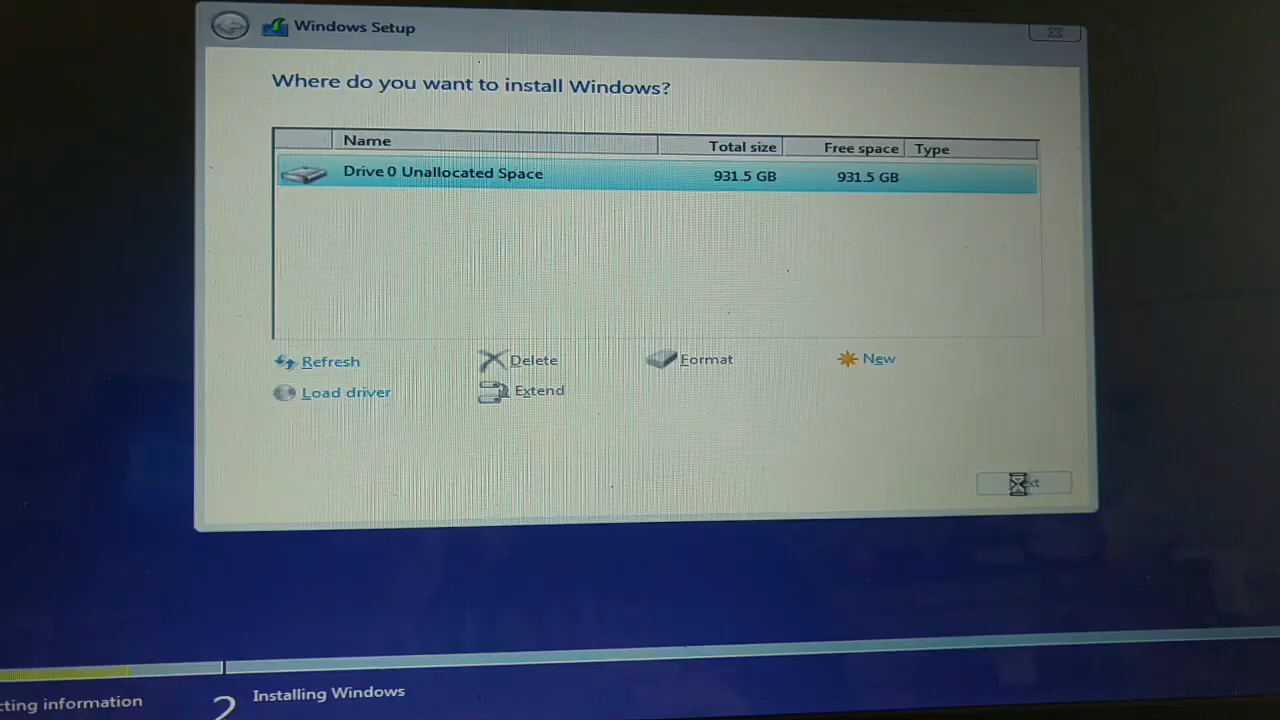 Windows Setup
Where do you want to install Windows?
Name Total size Free space Type
Drive 0 Unallocated Space 931.5 GB 931.5 GB
Refresh Delete Format New
Load driver Extend
cting information 2 Installing Windows